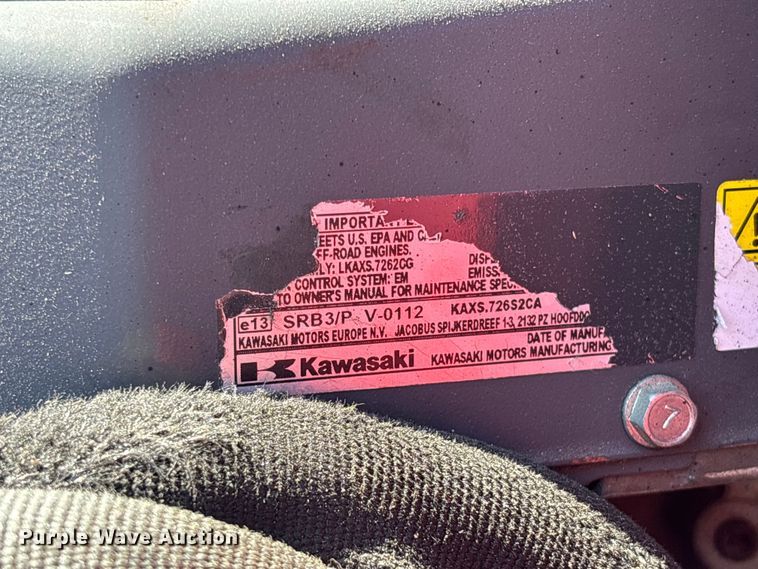 IMPORTA
EETS U.S. EPA AND C
FF-ROAD ENGINES.
LY: LKAXS.7262CG DISP
CONTROL SYSTEM: EM EMISS
TO OWNER'S MANUAL FOR MAINTENANCE SPEC
e13 SRB3/P V-0112 KAXS.726S2CA
KAWASAKI MOTORS EUROPE N.V. JACOBUS SPIJKERDREEF 1-3, 2132 PZ HOOFDDO
DATE OF MANUF
Kawasaki KAWASAKI MOTORS MANUFACTURING
7
Purple Wave Auction